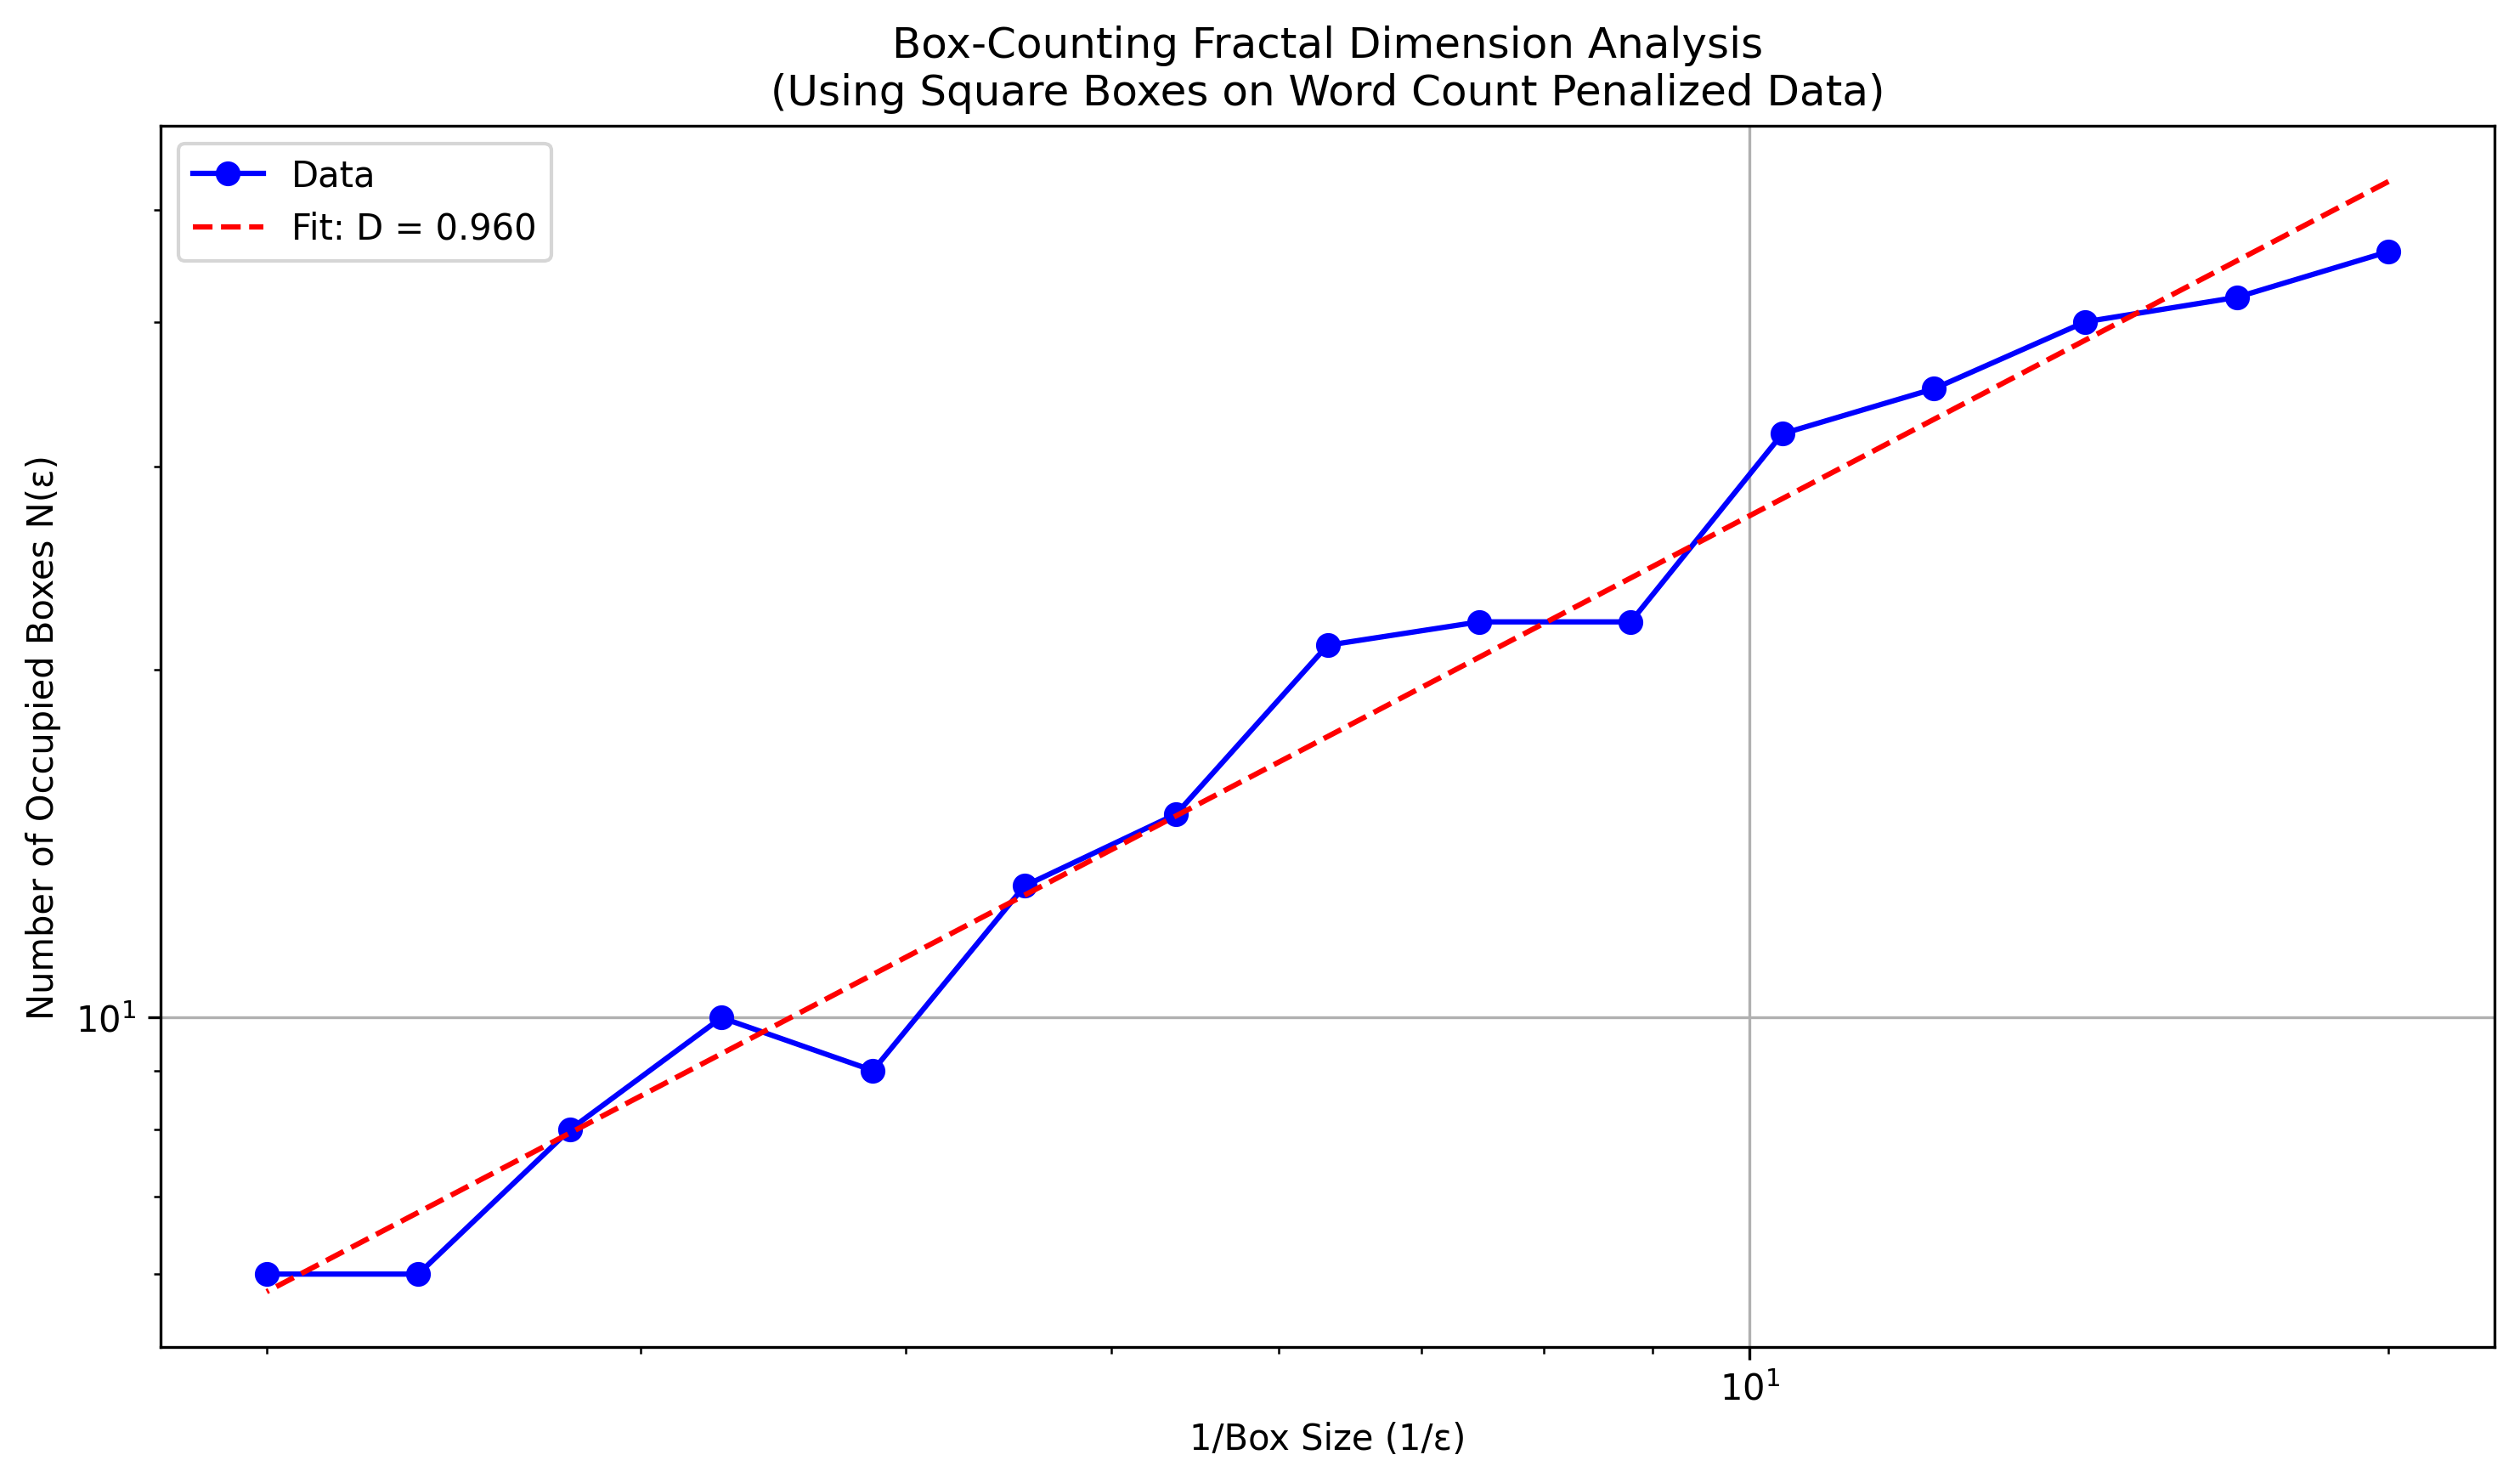 Box-Counting Fractal Dimension Analysis
(Using Square Boxes on Word Count Penalized Data)
Data
Fit: D = 0.960
Number of Occupied Boxes N(ε)
10¹
10¹
1/Box Size (1/ε)